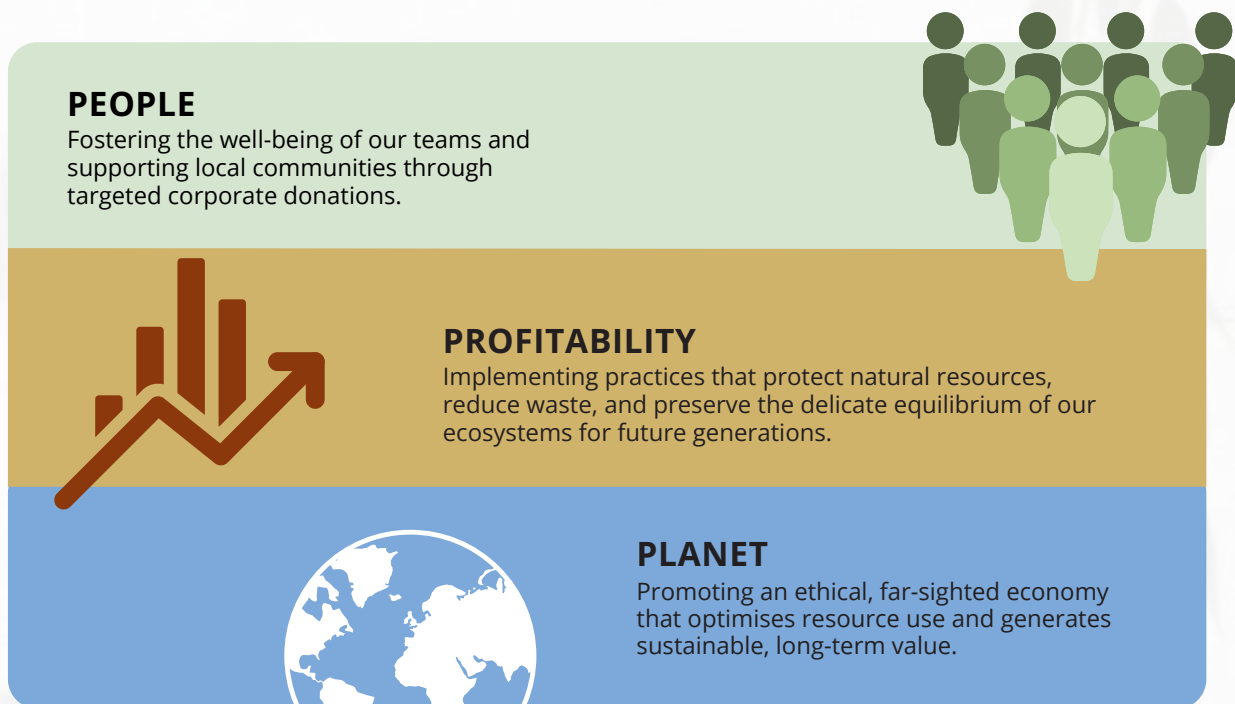 PEOPLE
Fostering the well-being of our teams and
supporting local communities through
targeted corporate donations.
PROFITABILITY
Implementing practices that protect natural resources,
reduce waste, and preserve the delicate equilibrium of our
ecosystems for future generations.
PLANET
Promoting an ethical, far-sighted economy
that optimises resource use and generates
sustainable, long-term value.